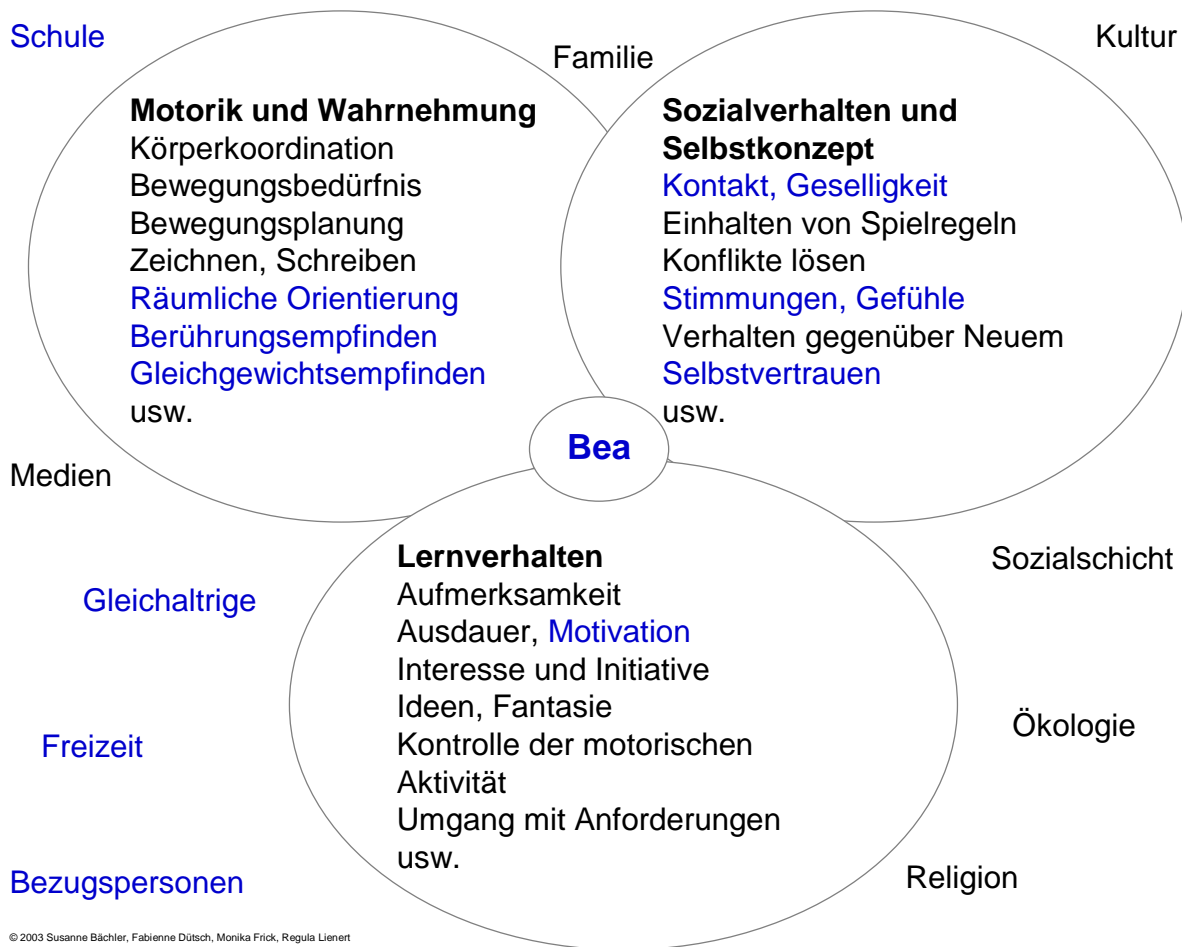 Schule
Familie
Kultur
Motorik und Wahrnehmung
Körperkoordination
Bewegungsbedürfnis
Bewegungsplanung
Zeichnen, Schreiben
Räumliche Orientierung
Berührungsempfinden
Gleichgewichtsempfinden
usw.
Sozialverhalten und
Selbstkonzept
Kontakt, Geselligkeit
Einhalten von Spielregeln
Konflikte lösen
Stimmungen, Gefühle
Verhalten gegenüber Neuem
Selbstvertrauen
usw.
Bea
Medien
Lernverhalten
Aufmerksamkeit
Ausdauer, Motivation
Interesse und Initiative
Ideen, Fantasie
Kontrolle der motorischen
Aktivität
Umgang mit Anforderungen
usw.
Sozialschicht
Gleichaltrige
Ökologie
Freizeit
Religion
Bezugspersonen
© 2003 Susanne Bächler, Fabienne Dütsch, Monika Frick, Regula Lienert